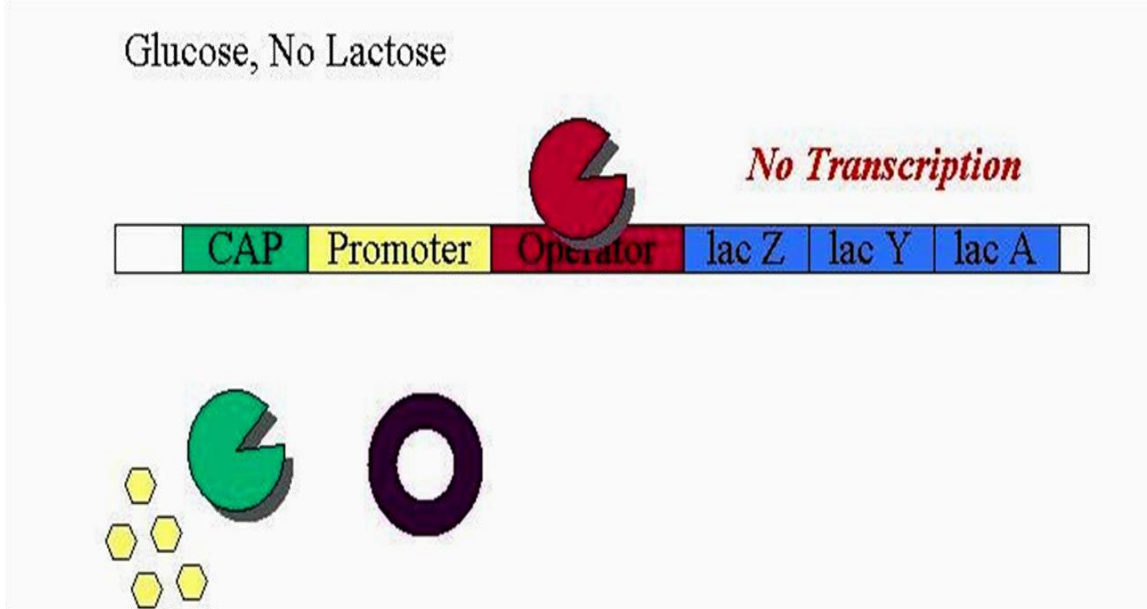 Glucose, No Lactose
No Transcription
CAP Promoter Operator lac Z lac Y lac A